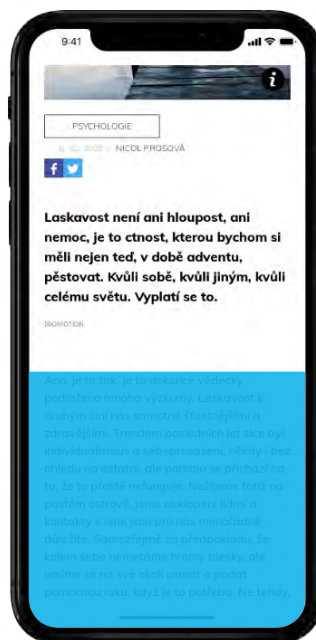 9:41
i
PSYCHOLOGIE
NICOL PROSOVÁ
f
Laskavost není ani hloupost, ani
nemoc, je to ctnost, kterou bychom si
měli nejen teď, v době adventu,
pěstovat. Kvůli sobě, kvůli jiným, kvůli
celému světu. Vyplatí se to.
PROMOTION
Ano, je to tak. Je to dokonce vědecky
podloženo mnoha výzkumy. Laskavost k
druhým činí nás samotné šťastnějšími a
zdravějšími. Trendem posledních let sice byl
individualismus a sebeprosazení, někdy i bez
ohledu na ostatní, ale pomalu se přichází na
to, že to prostě nefunguje. Nežijeme totiž na
pustém ostrově, jsme obklopeni lidmi a
kontakty s nimi jsou pro nás mimořádně
důležité. Samozřejmě za předpokladu, že
kolem sebe nemetáme hromy blesky, ale
umíme se na své okolí usmát a podat
pomocnou ruku, když je to potřeba. Ne tehdy,